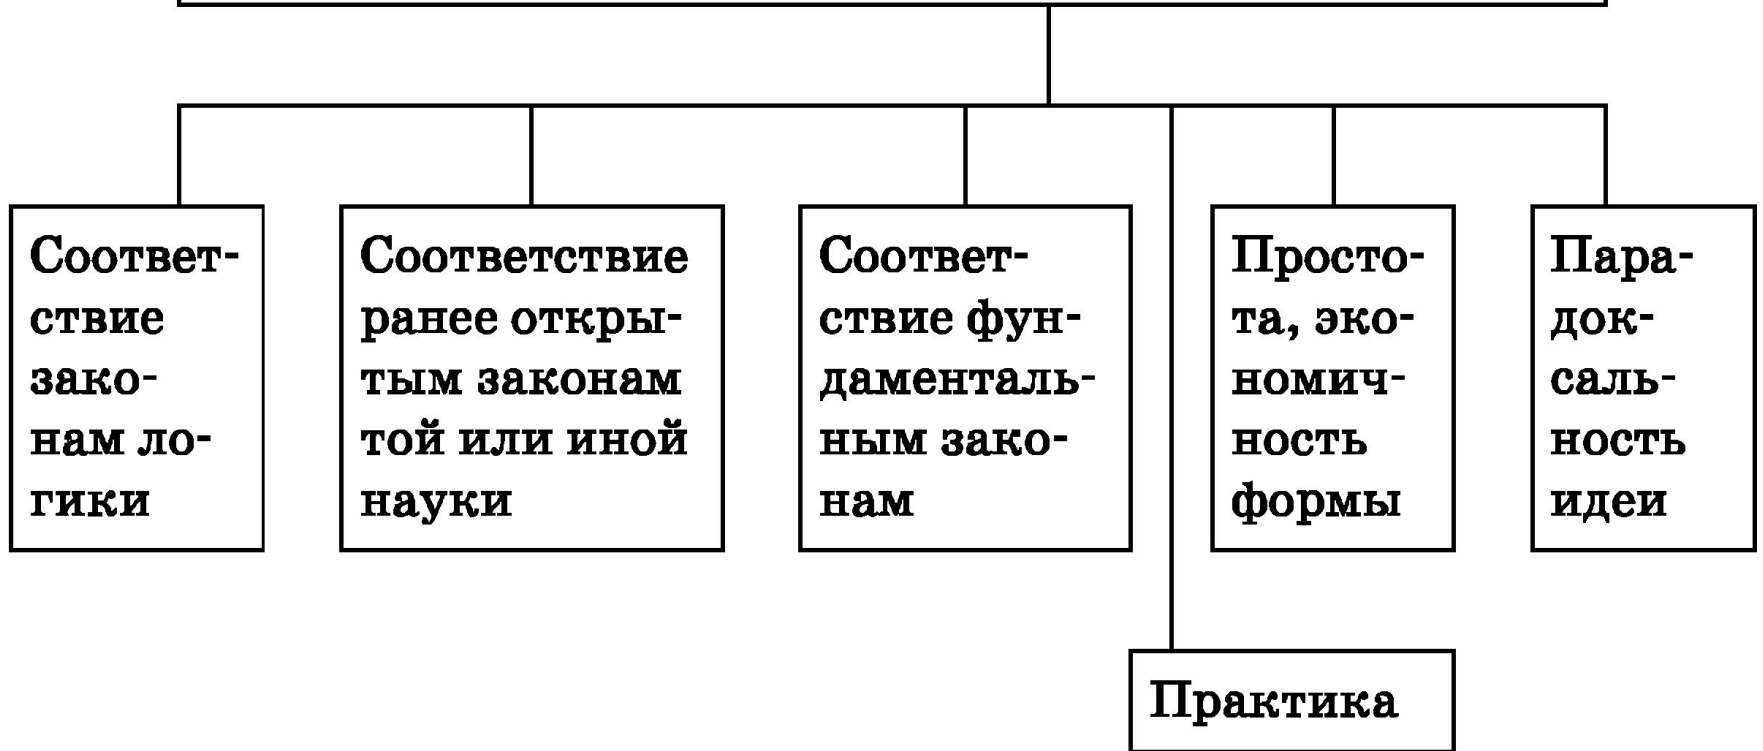 Соответ-
ствие
зако-
нам ло-
гики
Соответствие
ранее откры-
тым законам
той или иной
науки
Соответ-
ствие фун-
даменталь-
ным зако-
нам
Просто-
та, эко-
номич-
ность
формы
Пара-
док-
саль-
ность
идеи
Практика